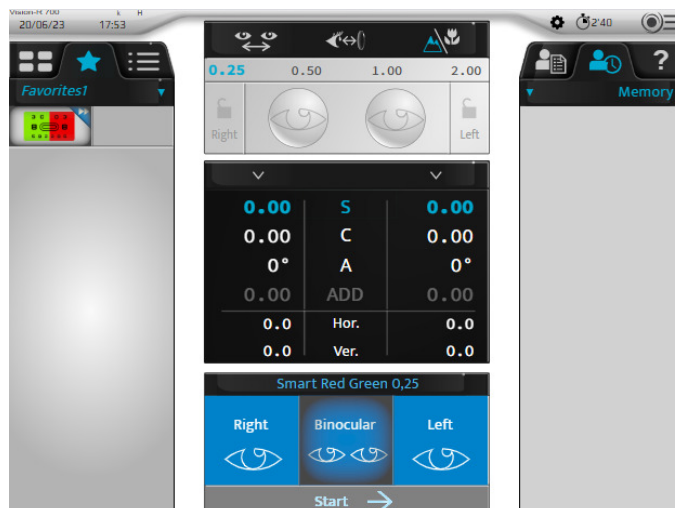 Vision-R 700
k H
20/06/23 17:53
2'40
?
Favorites1
Memory
0.25 0.50 1.00 2.00
Right Left
0.00 S 0.00
0.00 C 0.00
0° A 0°
0.00 ADD 0.00
0.0 Hor. 0.0
0.0 Ver. 0.0
Smart Red Green 0,25
Right Binocular Left
Start